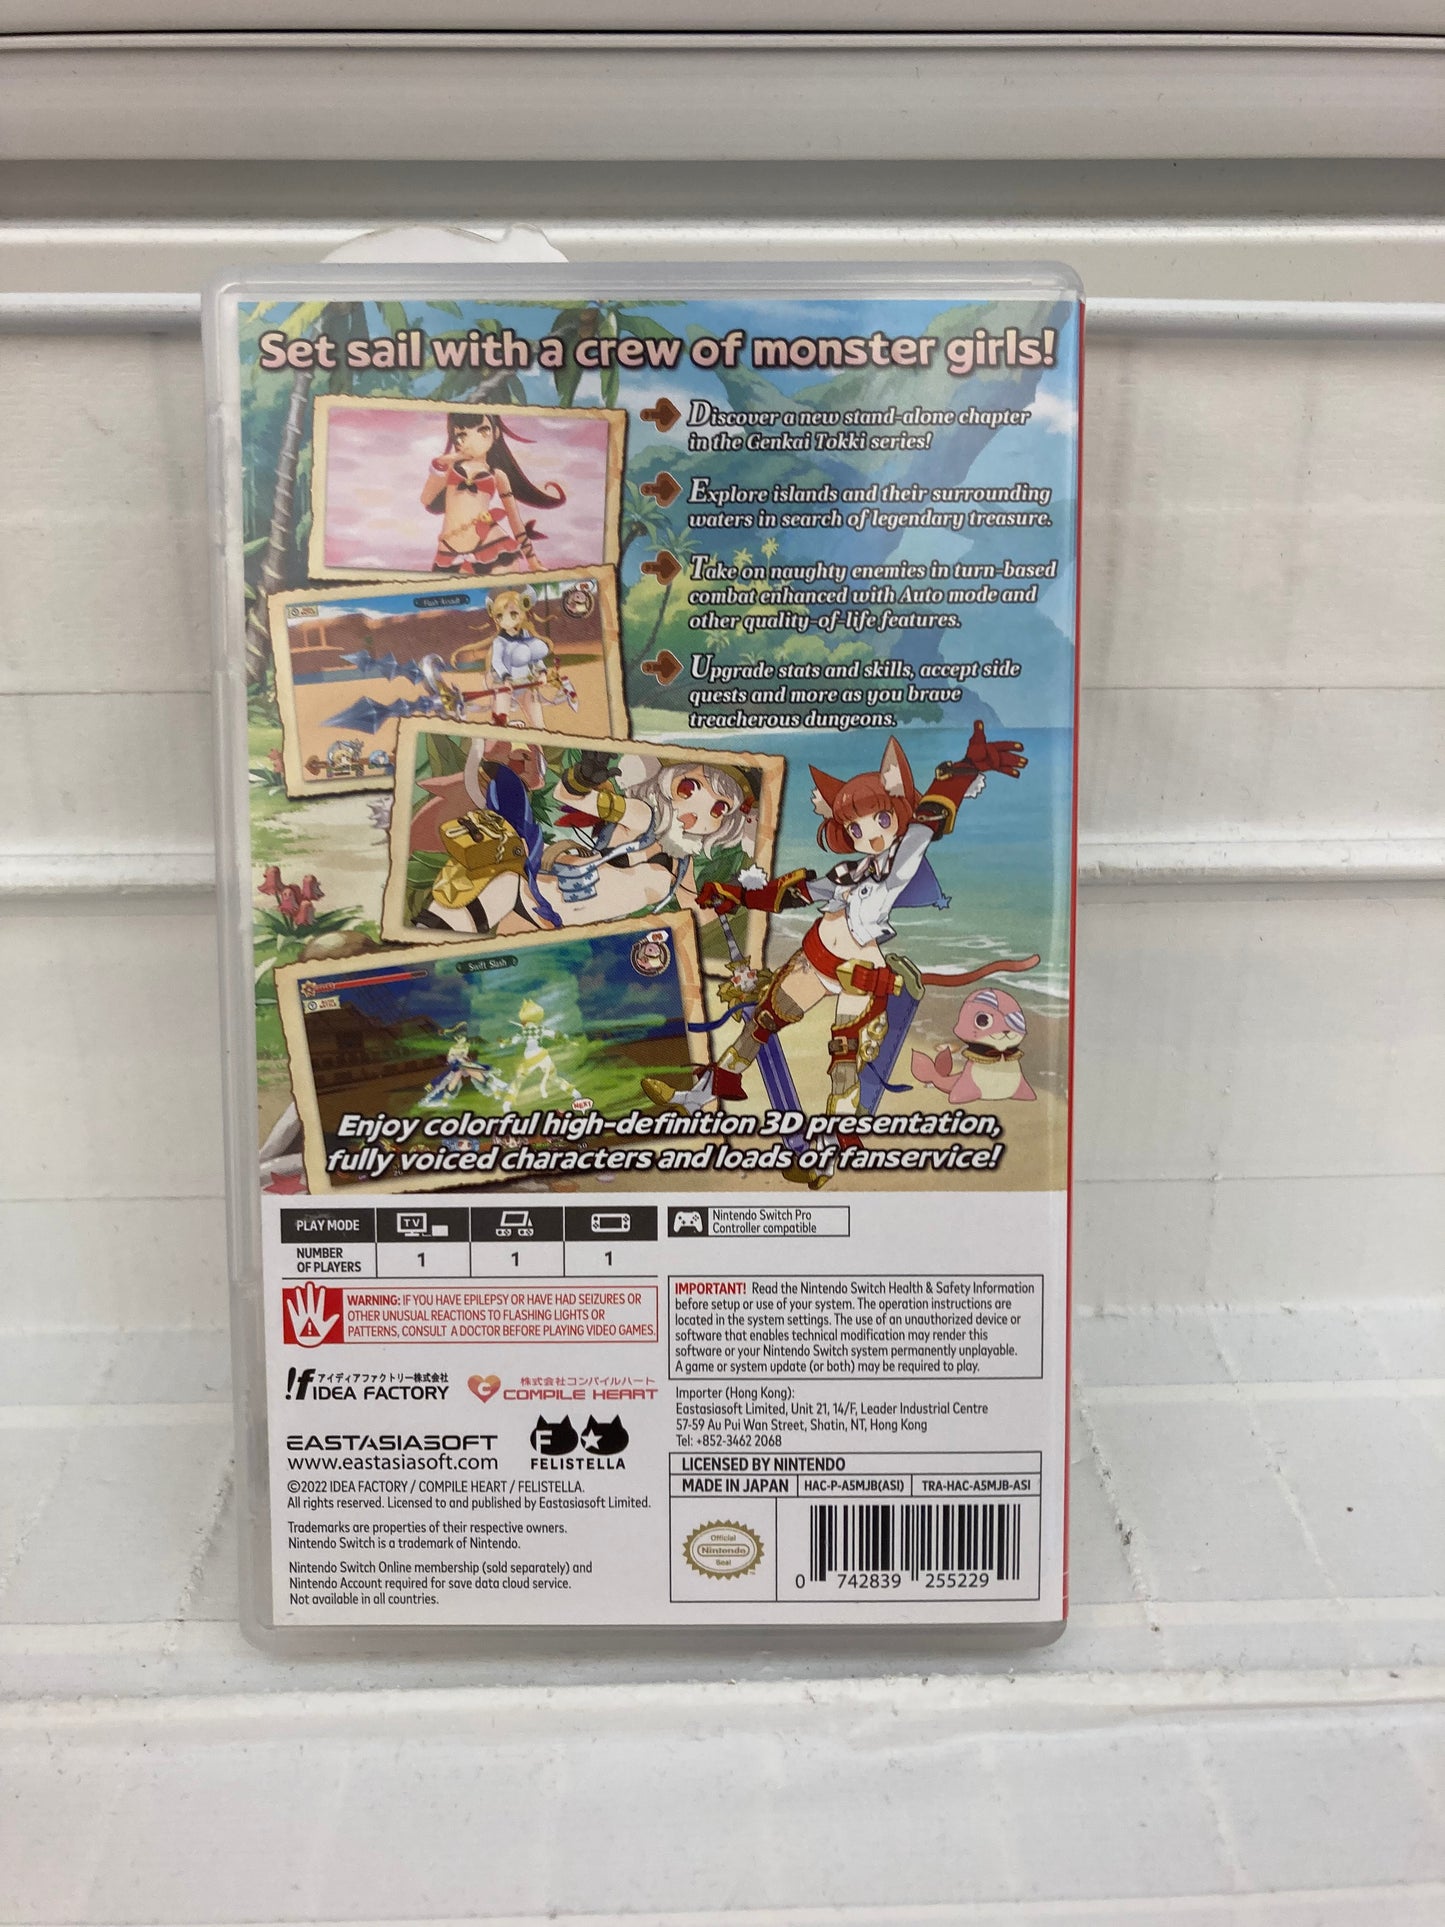 Set sail with a crew of monster girls!
Discover a new stand-alone chapter
in the Genkai Tokki series!
Explore islands and their surrounding
waters in search of legendary treasure.
Take on naughty enemies in turn-based
combat enhanced with Auto mode and
other quality-of-life features.
Upgrade stats and skills, accept side
quests and more as you brave
treacherous dungeons.
Flash Assault
Swift Slash
NEXT
Enjoy colorful high-definition 3D presentation,
fully voiced characters and loads of fanservice!
PLAY MODE
TV
NUMBER
OF PLAYERS
1
1
1
Nintendo Switch Pro
Controller compatible
WARNING: IF YOU HAVE EPILEPSY OR HAVE HAD SEIZURES OR
OTHER UNUSUAL REACTIONS TO FLASHING LIGHTS OR
PATTERNS, CONSULT A DOCTOR BEFORE PLAYING VIDEO GAMES.
IMPORTANT! Read the Nintendo Switch Health & Safety Information
before setup or use of your system. The operation instructions are
located in the system settings. The use of an unauthorized device or
software that enables technical modification may render this
software or your Nintendo Switch system permanently unplayable.
A game or system update (or both) may be required to play.
アイディアファクトリー株式会社
!f IDEA FACTORY
株式会社コンパイルハート
C COMPILE HEART
EASTASIASOFT
www.eastasiasoft.com
F
FELISTELLA
©2022 IDEA FACTORY / COMPILE HEART / FELISTELLA.
All rights reserved. Licensed to and published by Eastasiasoft Limited.
Trademarks are properties of their respective owners.
Nintendo Switch is a trademark of Nintendo.
Nintendo Switch Online membership (sold separately) and
Nintendo Account required for save data cloud service.
Not available in all countries.
Importer (Hong Kong):
Eastasiasoft Limited, Unit 21, 14/F, Leader Industrial Centre
57-59 Au Pui Wan Street, Shatin, NT, Hong Kong
Tel: +852-3462 2068
LICENSED BY NINTENDO
MADE IN JAPAN
HAC-P-A5MJB(ASI)
TRA-HAC-A5MJB-ASI
Official
Nintendo
Seal
0 742839 255229